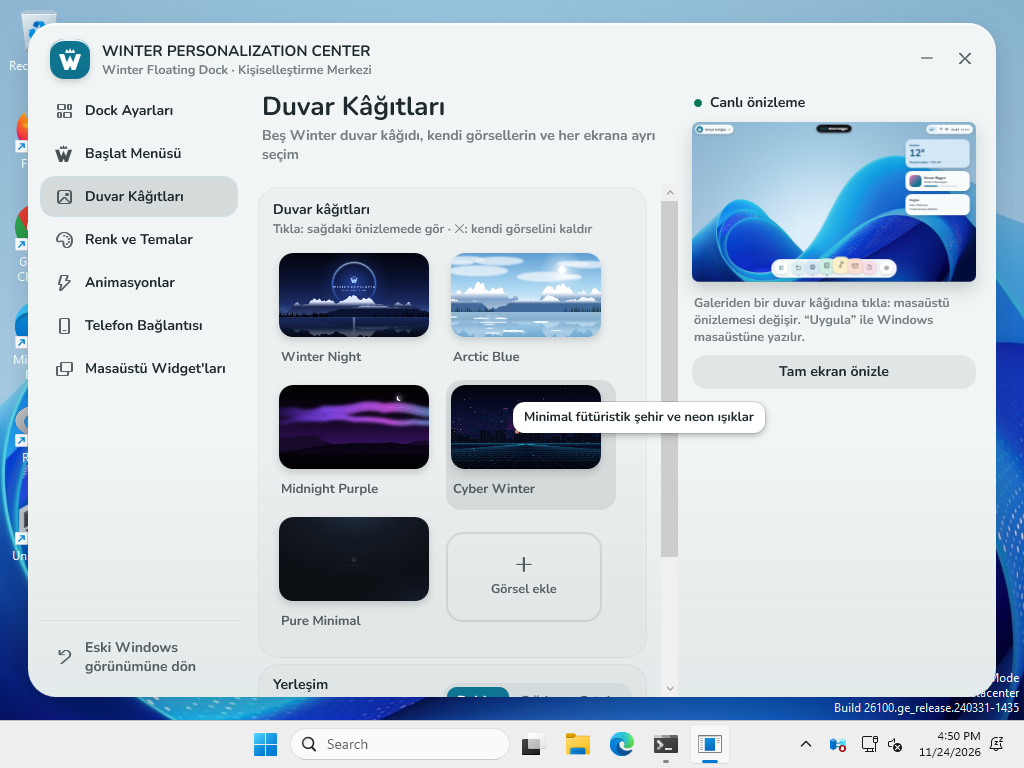 WINTER PERSONALIZATION CENTER
Winter Floating Dock · Kişiselleştirme Merkezi
Dock Ayarları
Başlat Menüsü
Duvar Kâğıtları
Renk ve Temalar
Animasyonlar
Telefon Bağlantısı
Masaüstü Widget'ları
Eski Windows
görünümüne dön
Duvar Kâğıtları
Beş Winter duvar kâğıdı, kendi görsellerin ve her ekrana ayrı
seçim
Duvar kâğıtları
Tıkla: sağdaki önizlemede gör · ✕: kendi görselini kaldır
Winter Night
Arctic Blue
Midnight Purple
Cyber Winter
Minimal fütüristik şehir ve neon ışıklar
Pure Minimal
Görsel ekle
Yerleşim
Canlı önizleme
12°
Galeriden bir duvar kâğıdına tıkla: masaüstü
önizlemesi değişir. “Uygula” ile Windows
masaüstüne yazılır.
Tam ekran önizle
Mode
Build 26100.ge_release.240331-1435
Search
4:50 PM
11/24/2026